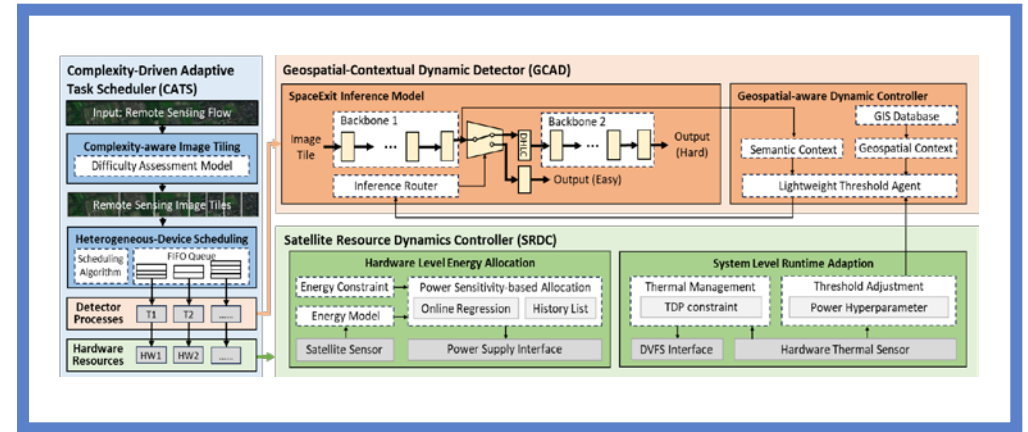 Complexity-Driven Adaptive
Task Scheduler (CATS)
Input: Remote Sensing Flow
Complexity-aware Image Tiling
Difficulty Assessment Model
Remote Sensing Image Tiles
Heterogeneous-Device Scheduling
Scheduling
Algorithm
FIFO Queue
Detector
Processes
T1
T2
......
Hardware
Resources
HW1
HW2
......
Geospatial-Contextual Dynamic Detector (GCAD)
SpaceExit Inference Model
Image
Tile
Backbone 1
...
DHLC
Backbone 2
...
Output
(Hard)
Inference Router
Output (Easy)
Geospatial-aware Dynamic Controller
GIS Database
Semantic Context
Geospatial Context
Lightweight Threshold Agent
Satellite Resource Dynamics Controller (SRDC)
Hardware Level Energy Allocation
Energy Constraint
Energy Model
Power Sensitivity-based Allocation
Online Regression
History List
Satellite Sensor
Power Supply Interface
System Level Runtime Adaption
Thermal Management
TDP constraint
Threshold Adjustment
Power Hyperparameter
DVFS Interface
Hardware Thermal Sensor